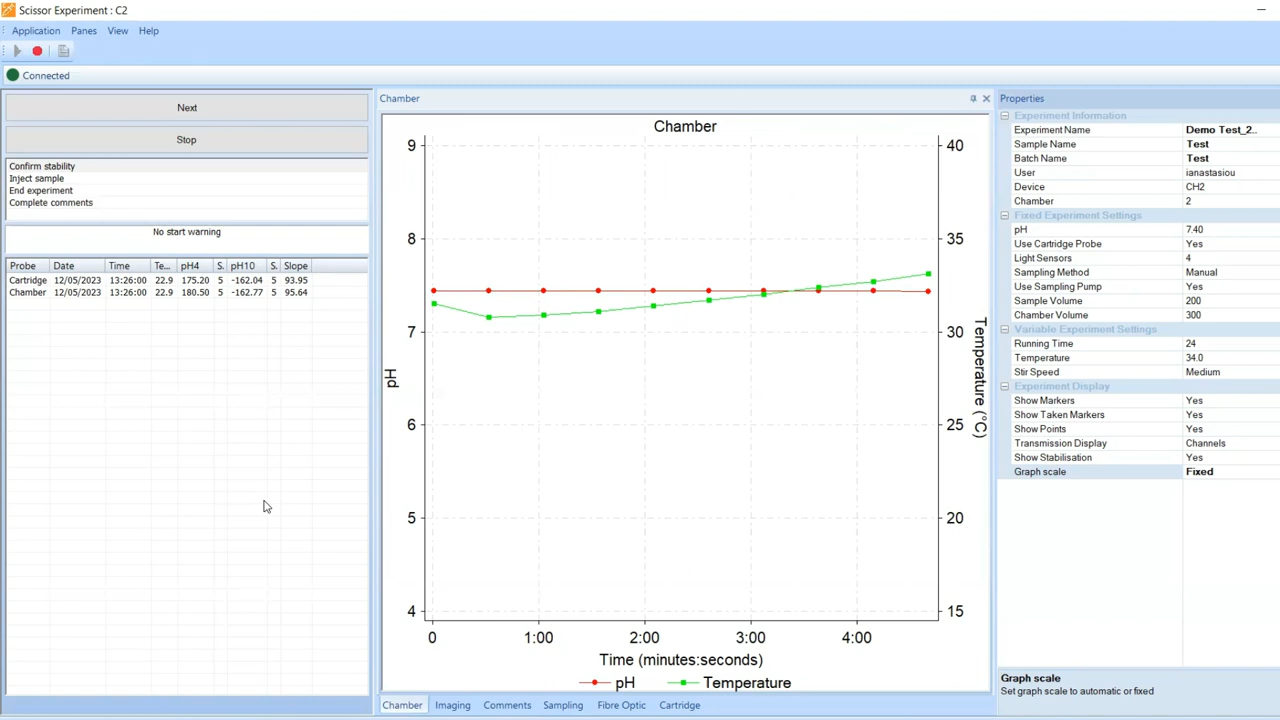 Scissor Experiment : C2
Application Panes View Help
Connected
Next
Stop
Confirm stability
Inject sample
End experiment
Complete comments
No start warning
Probe Date Time Te... pH4 S. pH10 S. Slope
Cartridge 12/05/2023 13:26:00 22.9 175.20 5 -162.04 5 93.95
Chamber 12/05/2023 13:26:00 22.9 180.50 5 -162.77 5 95.64
Chamber
Chamber
9
8
7
6
5
4
pH
40
35
30
25
20
15
Temperature (°C)
0 1:00 2:00 3:00 4:00
Time (minutes:seconds)
pH Temperature
Chamber Imaging Comments Sampling Fibre Optic Cartridge
Properties
Experiment Information
Experiment Name Demo Test_2..
Sample Name Test
Batch Name Test
User ianastasiou
Device CH2
Chamber 2
Fixed Experiment Settings
pH 7.40
Use Cartridge Probe Yes
Light Sensors 4
Sampling Method Manual
Use Sampling Pump Yes
Sample Volume 200
Chamber Volume 300
Variable Experiment Settings
Running Time 24
Temperature 34.0
Stir Speed Medium
Experiment Display
Show Markers Yes
Show Taken Markers Yes
Show Points Yes
Transmission Display Channels
Show Stabilisation Yes
Graph scale Fixed
Graph scale
Set graph scale to automatic or fixed